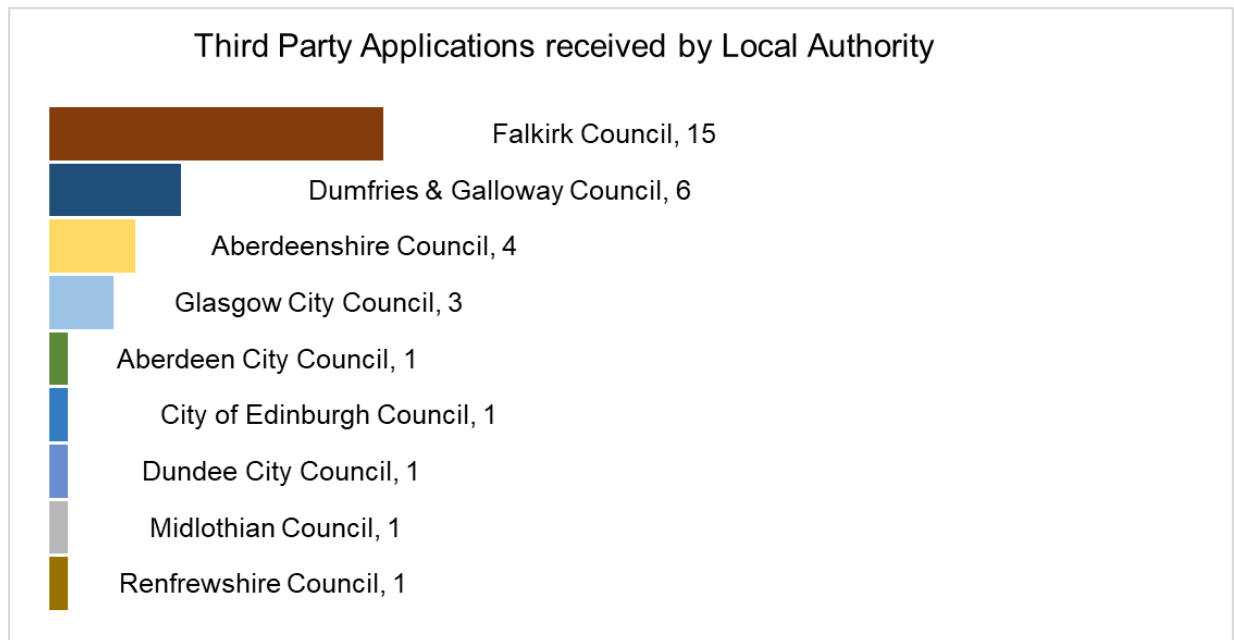 Third Party Applications received by Local Authority
Falkirk Council, 15
Dumfries & Galloway Council, 6
Aberdeenshire Council, 4
Glasgow City Council, 3
Aberdeen City Council, 1
City of Edinburgh Council, 1
Dundee City Council, 1
Midlothian Council, 1
Renfrewshire Council, 1